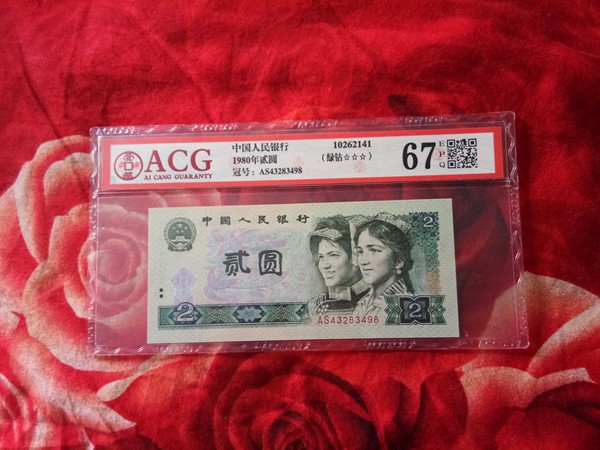 ACG
AI CANG GUARANTY
中国人民银行
1980年贰圆
冠号：AS43283498
10262141
（绿钻☆☆☆）
67
E
P
Q
中国人民银行
贰圆
2
2
2
AS43283498